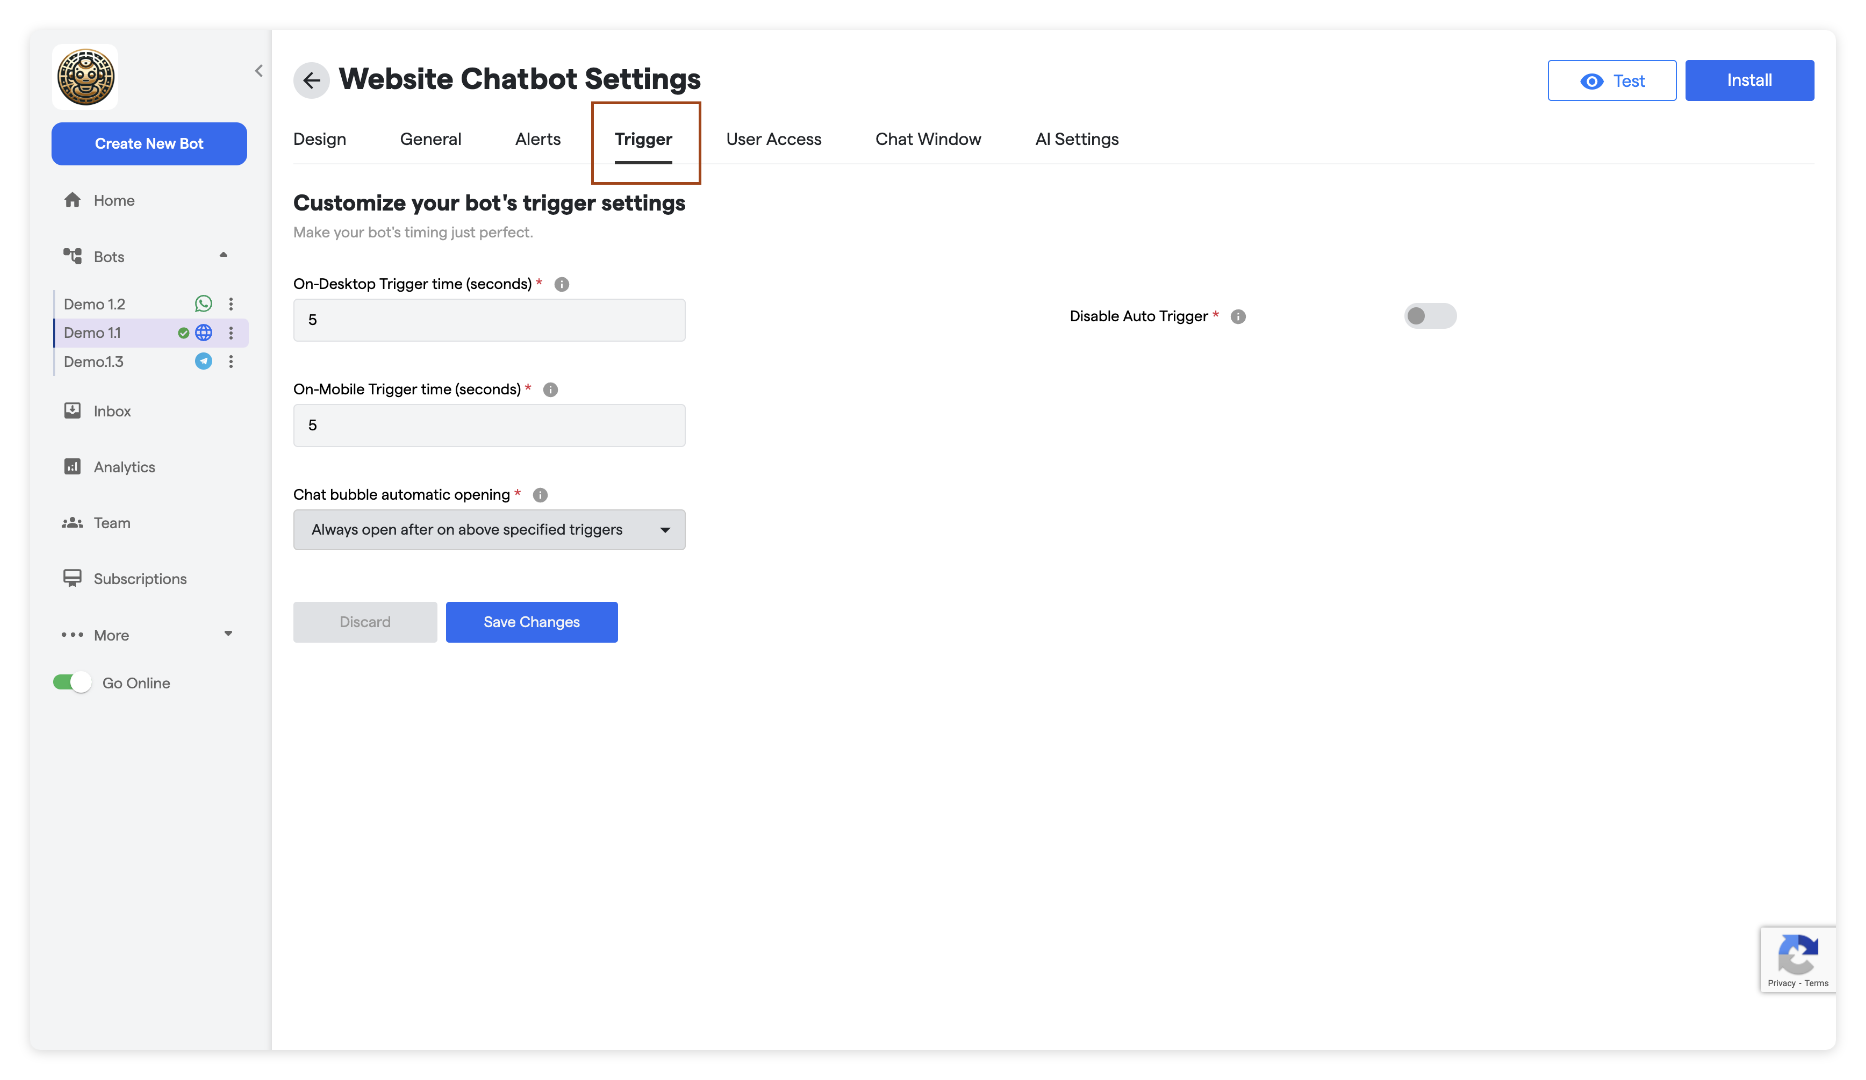 Create New Bot
Home
Bots
Demo 1.2
Demo 1.1
Demo.1.3
Inbox
Analytics
Team
Subscriptions
More
Go Online
Website Chatbot Settings
Test
Install
Design
General
Alerts
Trigger
User Access
Chat Window
AI Settings
Customize your bot's trigger settings
Make your bot's timing just perfect.
On-Desktop Trigger time (seconds) *
5
Disable Auto Trigger *
On-Mobile Trigger time (seconds) *
5
Chat bubble automatic opening *
Always open after on above specified triggers
Discard
Save Changes
Privacy - Terms